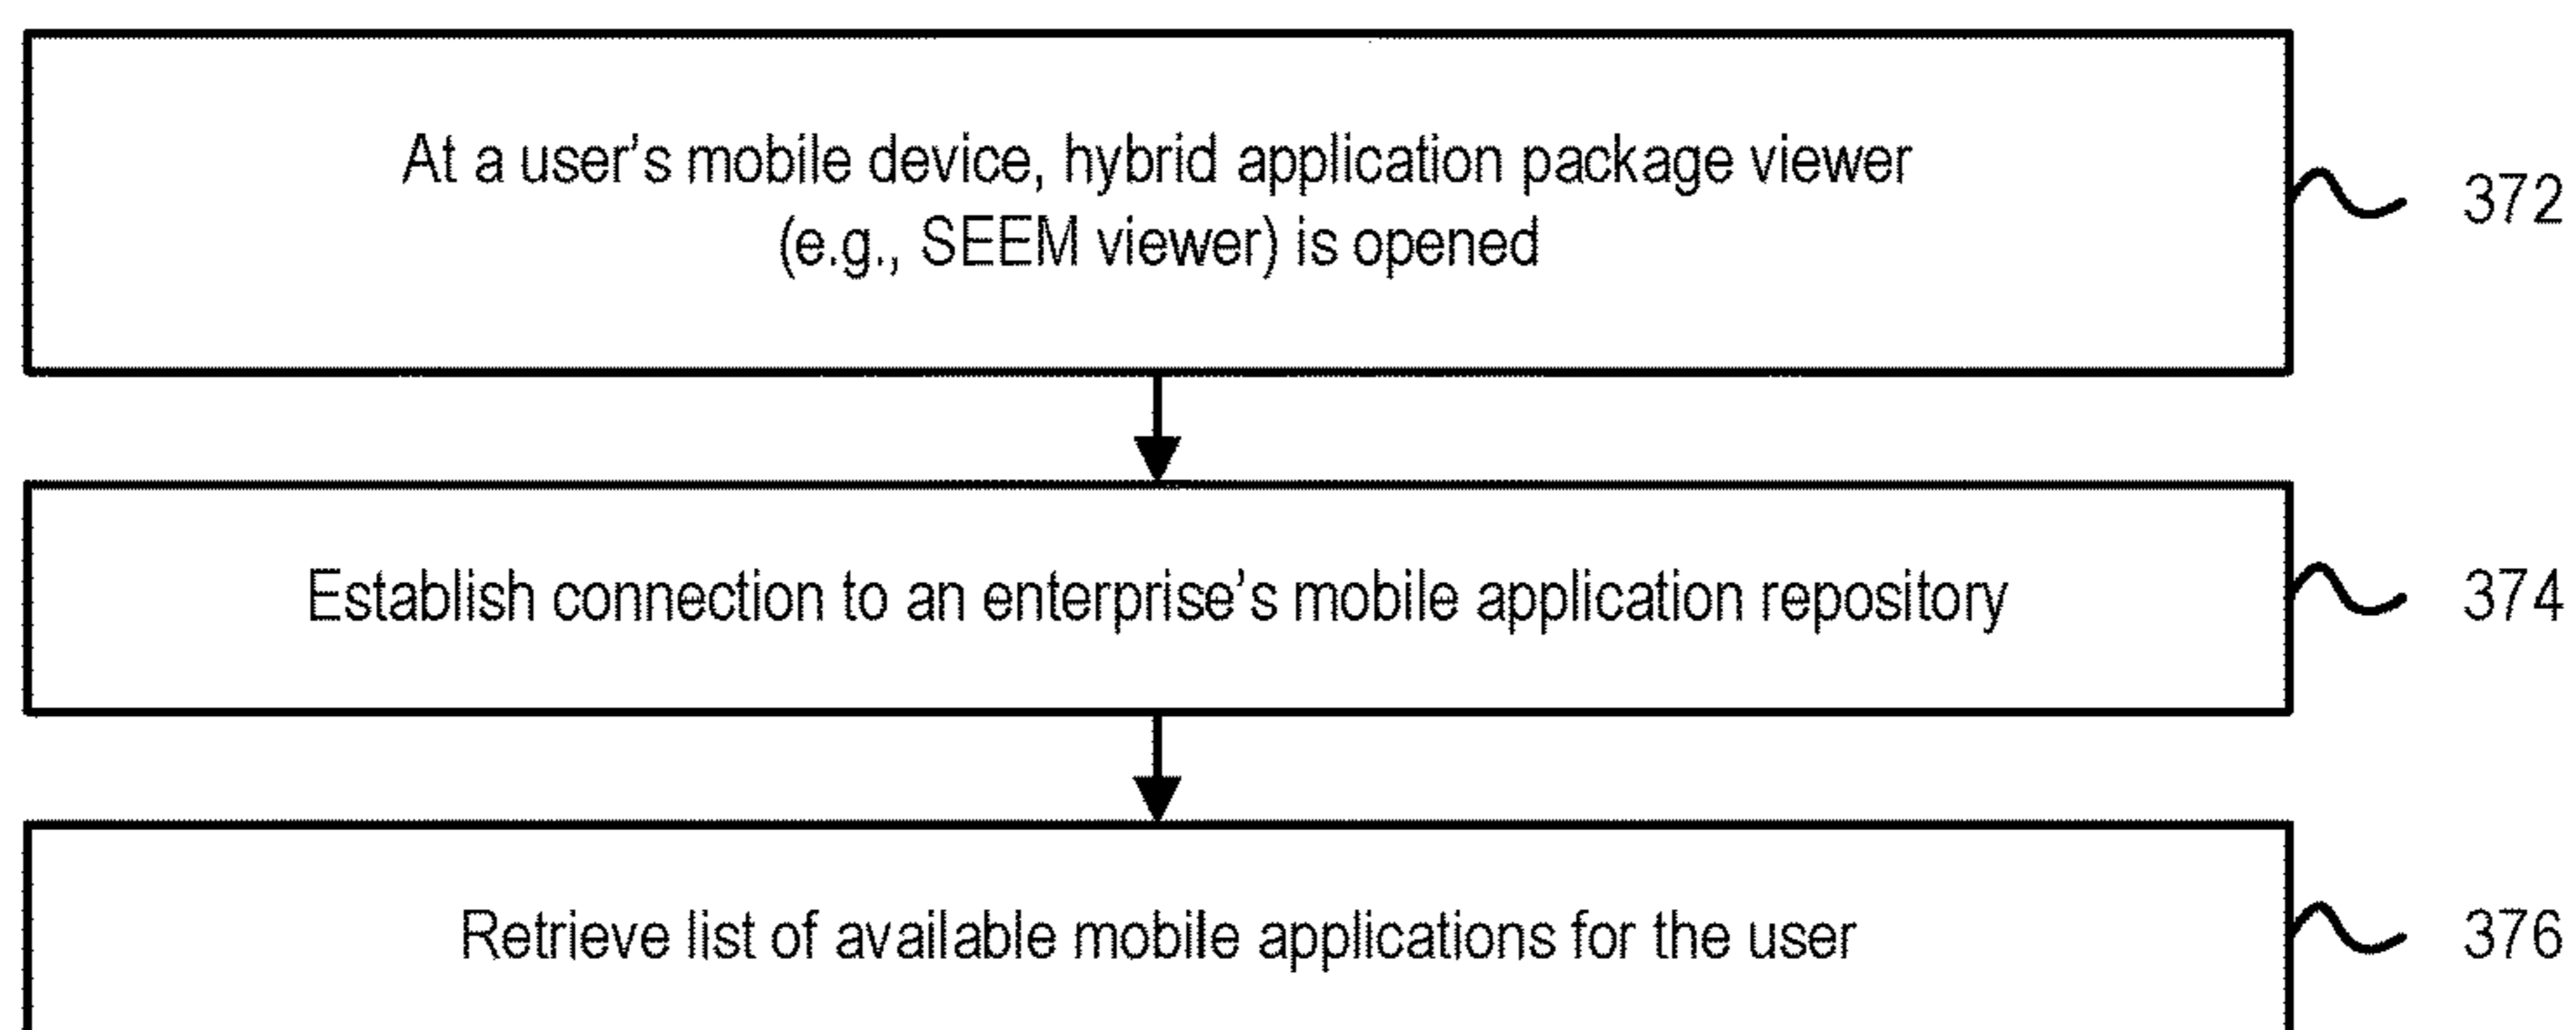 At a user's mobile device, hybrid application package viewer
(e.g., SEEM viewer) is opened
372
Establish connection to an enterprise's mobile application repository
374
Retrieve list of available mobile applications for the user
376